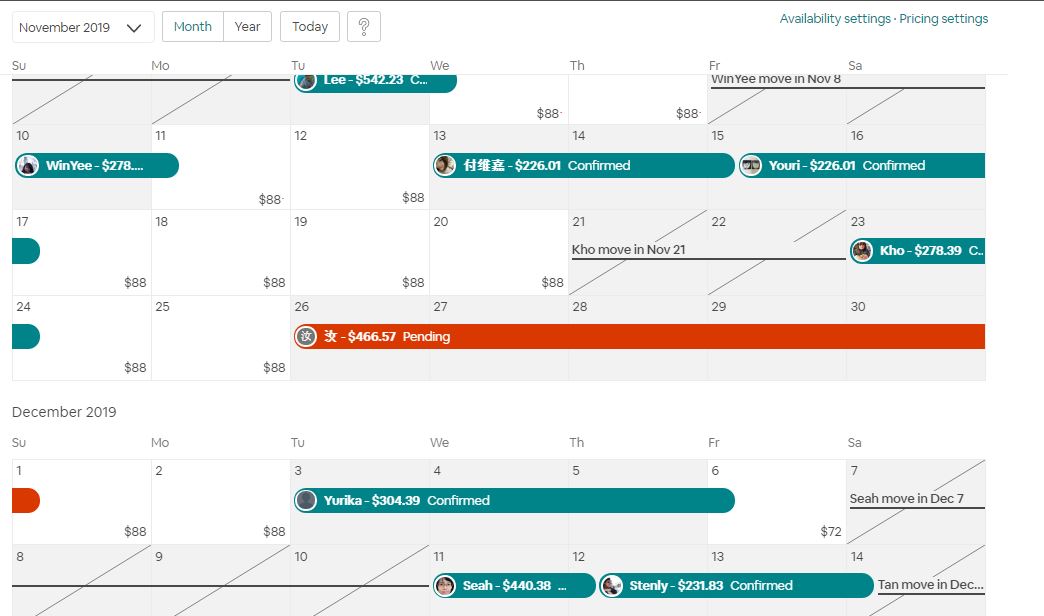 November 2019
Month Year Today ?
Availability settings · Pricing settings
Su Mo Tu We Th Fr Sa
Lee - $542.23 C...
WinYee move in Nov 8
$88 $88
10 11 12 13 14 15 16
WinYee - $278.... 付维嘉 - $226.01 Confirmed Youri - $226.01 Confirmed
$88 $88
17 18 19 20 21 22 23
Kho move in Nov 21 Kho - $278.39 C..
$88 $88 $88 $88
24 25 26 27 28 29 30
汝 汝 - $466.57 Pending
$88 $88
December 2019
Su Mo Tu We Th Fr Sa
1 2 3 4 5 6 7
Yurika - $304.39 Confirmed Seah move in Dec 7
$88 $88 $72
8 9 10 11 12 13 14
Seah - $440.38 ... Stenly - $231.83 Confirmed Tan move in Dec...